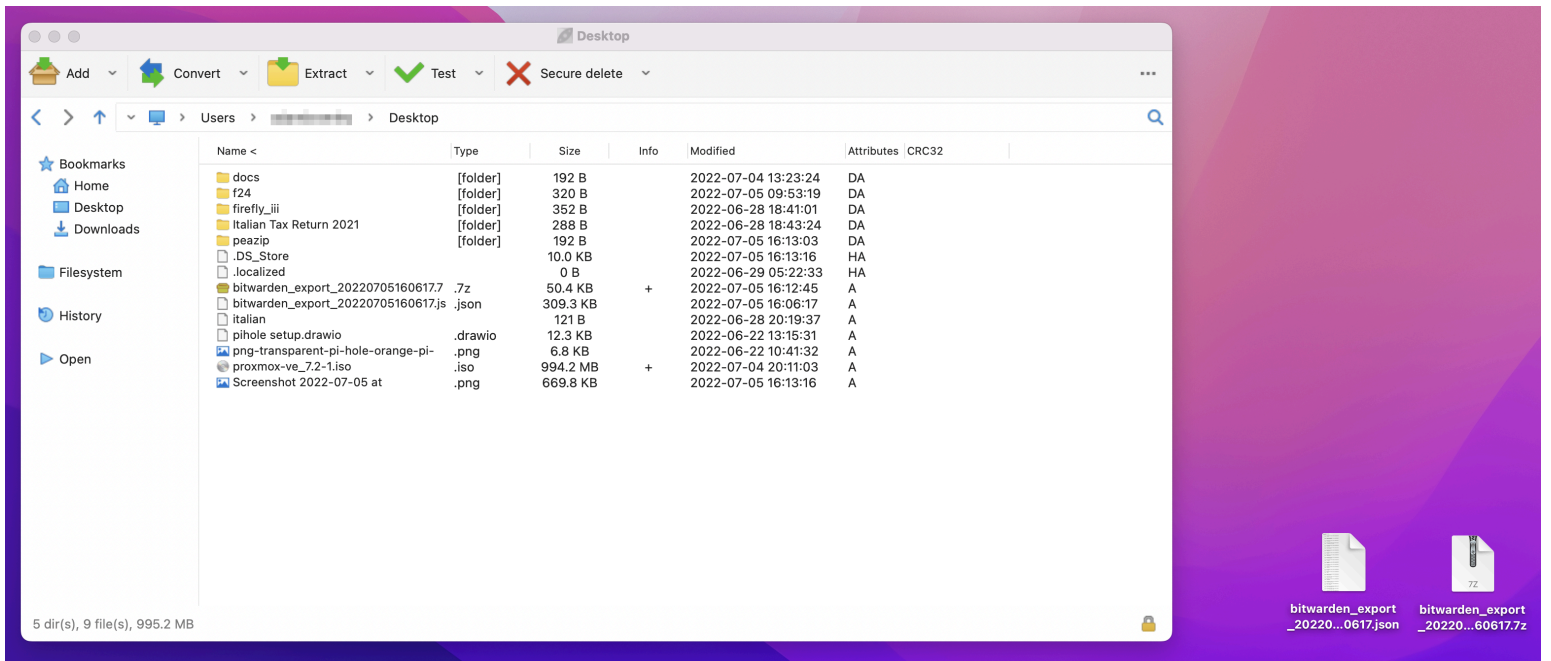 Desktop
Add Convert Extract Test Secure delete
Users Desktop
Bookmarks
Home
Desktop
Downloads
Filesystem
History
Open
Name < Type Size Info Modified Attributes CRC32
docs [folder] 192 B 2022-07-04 13:23:24 DA
f24 [folder] 320 B 2022-07-05 09:53:19 DA
firefly_iii [folder] 352 B 2022-06-28 18:41:01 DA
Italian Tax Return 2021 [folder] 288 B 2022-06-28 18:43:24 DA
peazip [folder] 192 B 2022-07-05 16:13:03 DA
.DS_Store 10.0 KB 2022-07-05 16:13:16 HA
.localized 0 B 2022-06-29 05:22:33 HA
bitwarden_export_20220705160617.7 .7z 50.4 KB + 2022-07-05 16:12:45 A
bitwarden_export_20220705160617.js .json 309.3 KB 2022-07-05 16:06:17 A
italian 121 B 2022-06-28 20:19:37 A
pihole setup.drawio .drawio 12.3 KB 2022-06-22 13:15:31 A
png-transparent-pi-hole-orange-pi- .png 6.8 KB 2022-06-22 10:41:32 A
proxmox-ve_7.2-1.iso .iso 994.2 MB + 2022-07-04 20:11:03 A
Screenshot 2022-07-05 at .png 669.8 KB 2022-07-05 16:13:16 A
5 dir(s), 9 file(s), 995.2 MB
bitwarden_export
_20220...0617.json
7Z
bitwarden_export
_20220...60617.7z